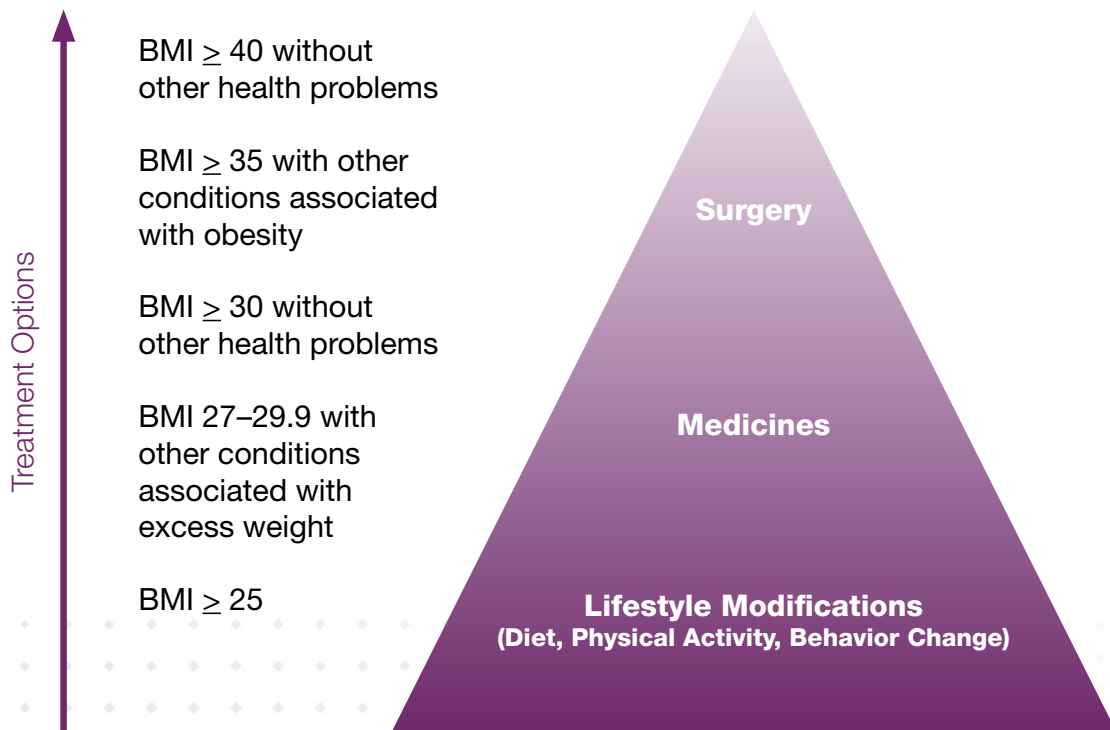 Treatment Options
BMI ≥ 40 without
other health problems
BMI ≥ 35 with other
conditions associated
with obesity
BMI ≥ 30 without
other health problems
BMI 27–29.9 with
other conditions
associated with
excess weight
BMI ≥ 25
Surgery
Medicines
Lifestyle Modifications
(Diet, Physical Activity, Behavior Change)